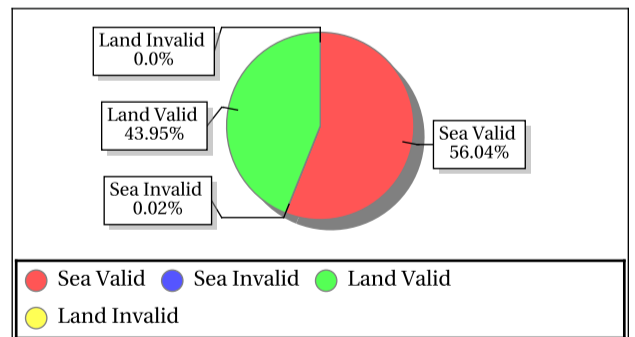 Land Invalid
0.0%
Land Valid
43.95%
Sea Valid
56.04%
Sea Invalid
0.02%
Sea Valid
Sea Invalid
Land Valid
Land Invalid